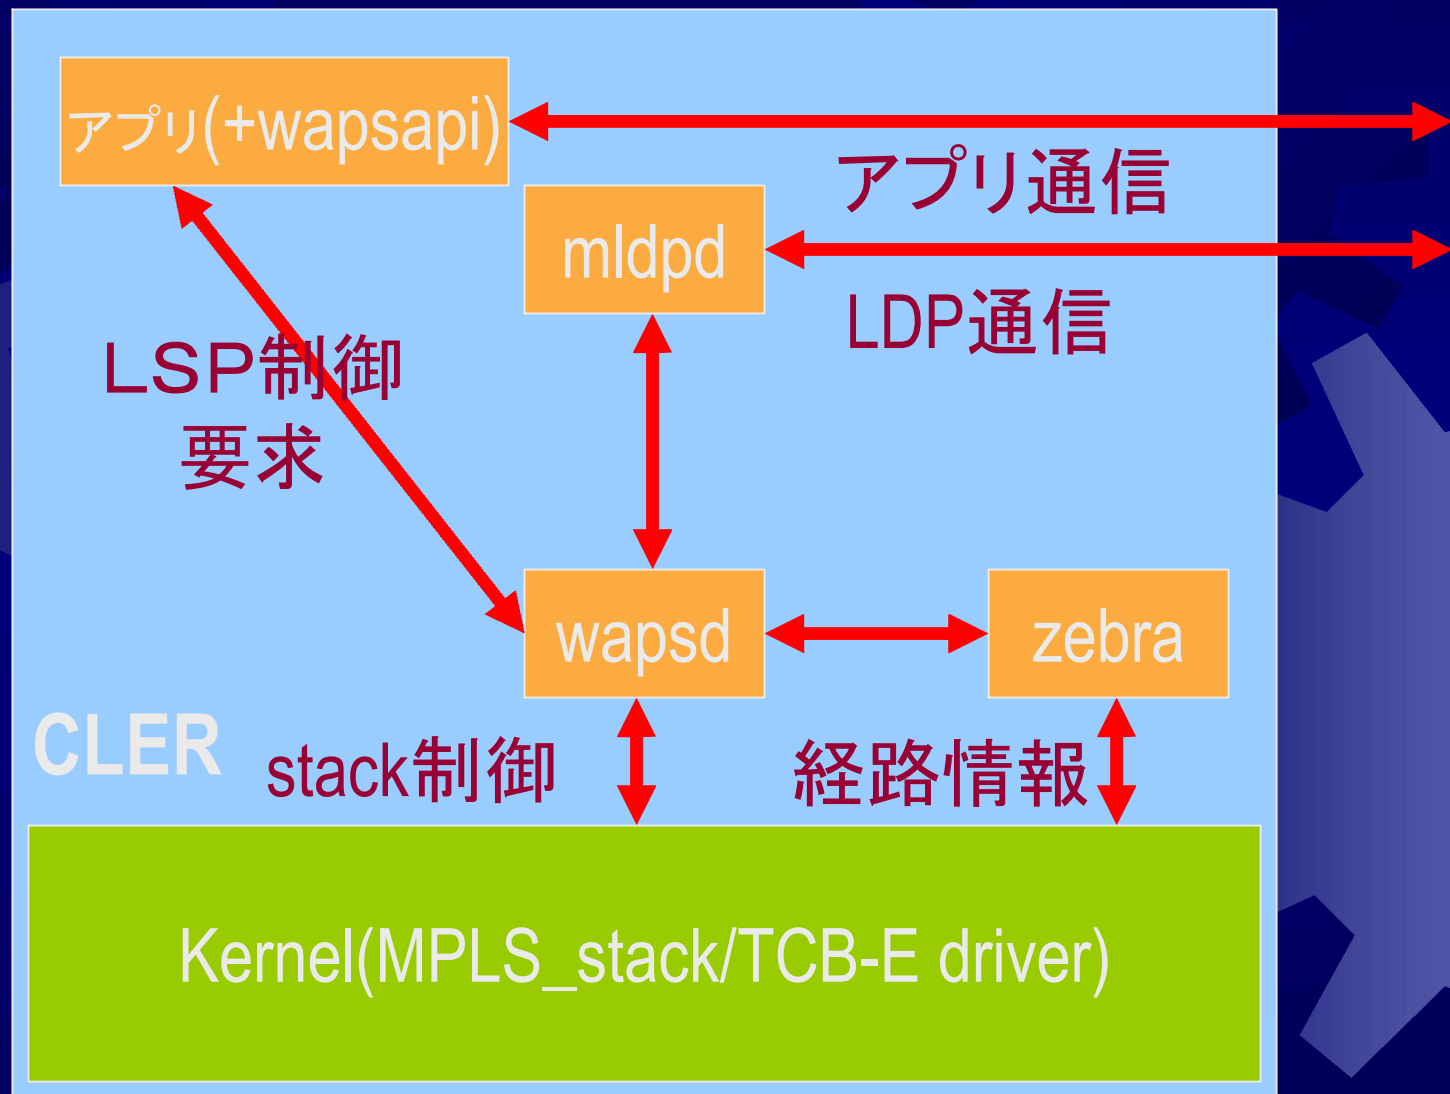 アプリ(+wapsapi)
アプリ通信
mldpd
LDP通信
ＬＳＰ制御
要求
wapsd
zebra
CLER
stack制御
経路情報
Kernel(MPLS_stack/TCB-E driver)